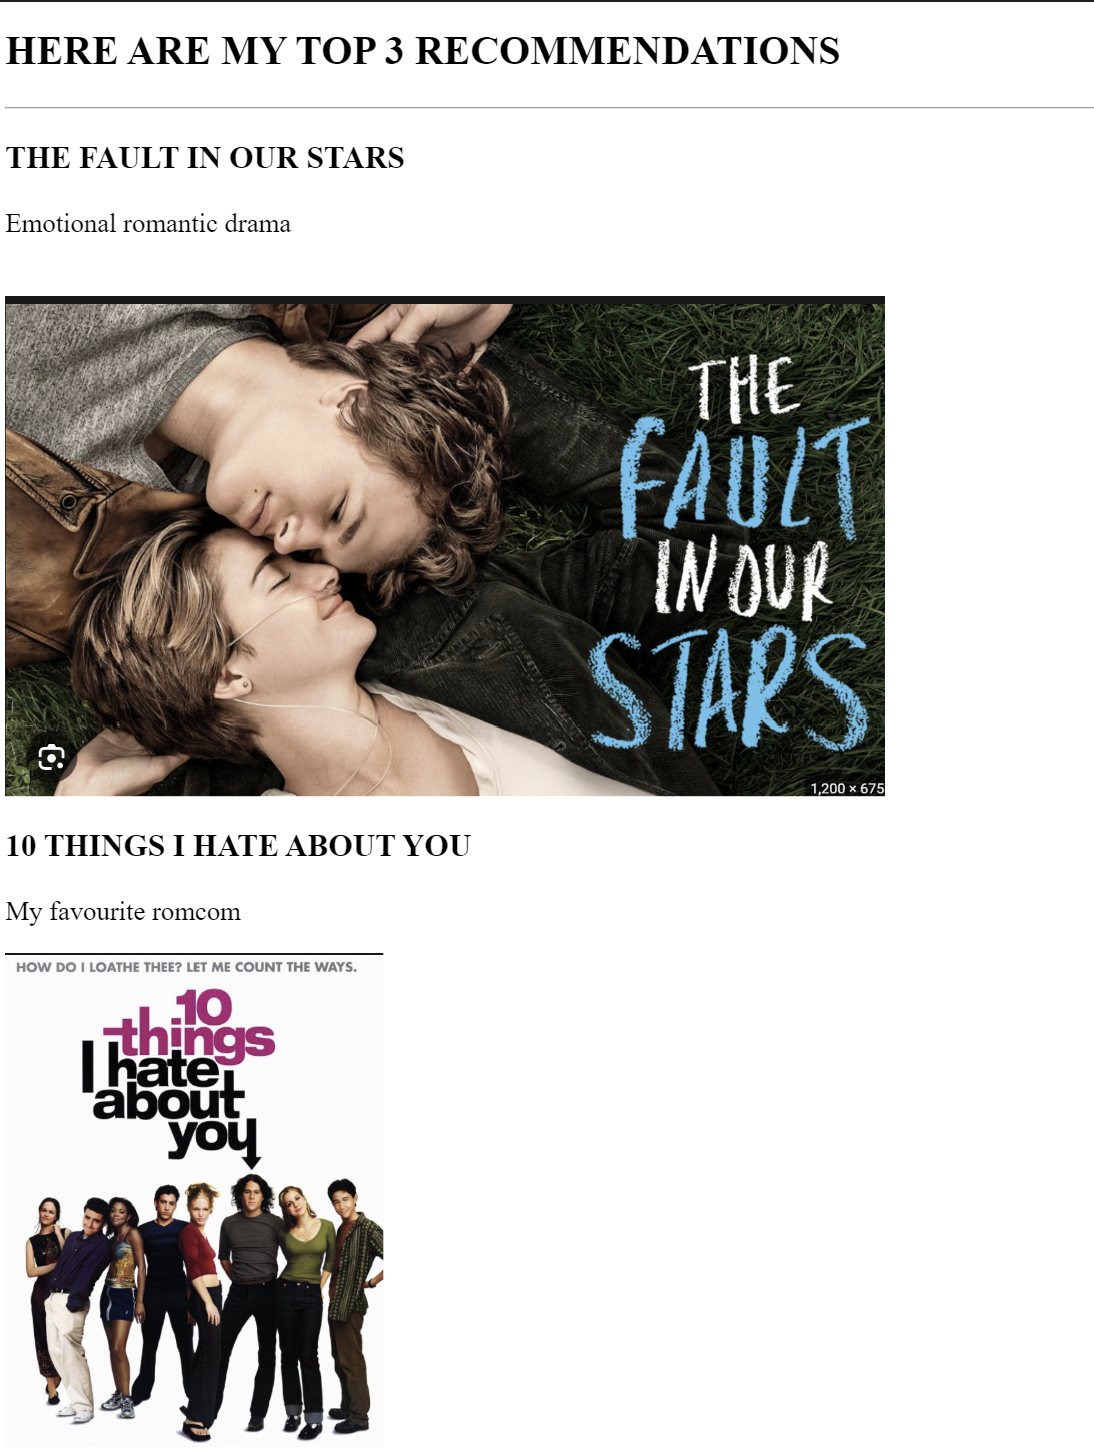 HERE ARE MY TOP 3 RECOMMENDATIONS
THE FAULT IN OUR STARS
Emotional romantic drama
THE
FAULT
IN OUR
STARS
1,200 × 675
10 THINGS I HATE ABOUT YOU
My favourite romcom
HOW DO I LOATHE THEE? LET ME COUNT THE WAYS.
10
things
I hate
about
you